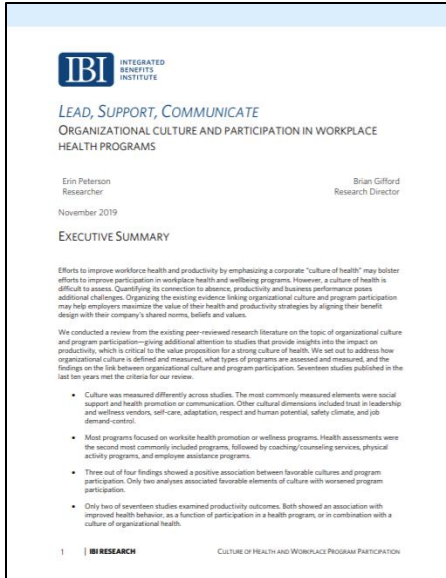 IBI
INTEGRATED
BENEFITS
INSTITUTE
LEAD, SUPPORT, COMMUNICATE
ORGANIZATIONAL CULTURE AND PARTICIPATION IN WORKPLACE
HEALTH PROGRAMS
Erin Peterson Brian Gifford
Researcher Research Director
November 2019
EXECUTIVE SUMMARY
Efforts to improve workforce health and productivity by emphasizing a corporate "culture of health" may bolster
efforts to improve participation in workplace health and wellbeing programs. However, a culture of health is
difficult to assess. Quantifying its connection to absence, productivity and business performance poses
additional challenges. Organizing the existing evidence linking organizational culture and program participation
may help employers maximize the value of their health and productivity strategies by aligning their benefit
design with their company's shared norms, beliefs and values.
We conducted a review from the existing peer-reviewed research literature on the topic of organizational culture
and program participation—giving additional attention to studies that provide insights into the impact on
productivity, which is critical to the value proposition for a strong culture of health. We set out to address how
organizational culture is defined and measured, what types of programs are assessed and measured, and the
findings on the link between organizational culture and program participation. Seventeen studies published in the
last ten years met the criteria for our review.
• Culture was measured differently across studies. The most commonly measured elements were social
support and health promotion or communication. Other cultural dimensions included trust in leadership
and wellness vendors, self-care, adaptation, respect and human potential, safety climate, and job
demand-control.
• Most programs focused on worksite health promotion or wellness programs. Health assessments were
the second most commonly included programs, followed by coaching/counseling services, physical
activity programs, and employee assistance programs.
• Three out of four findings showed a positive association between favorable cultures and program
participation. Only two analyses associated favorable elements of culture with worsened program
participation.
• Only two of seventeen studies examined productivity outcomes. Both showed an association with
improved health behavior, as a function of participation in a health program, or in combination with a
culture of organizational health.
1 | IBI RESEARCH CULTURE OF HEALTH AND WORKPLACE PROGRAM PARTICIPATION